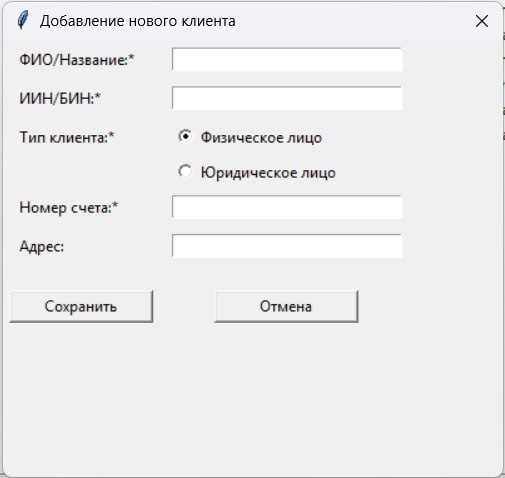 Добавление нового клиента
ФИО/Название:*
ИИН/БИН:*
Тип клиента:* Физическое лицо
Юридическое лицо
Номер счета:*
Адрес:
Сохранить Отмена